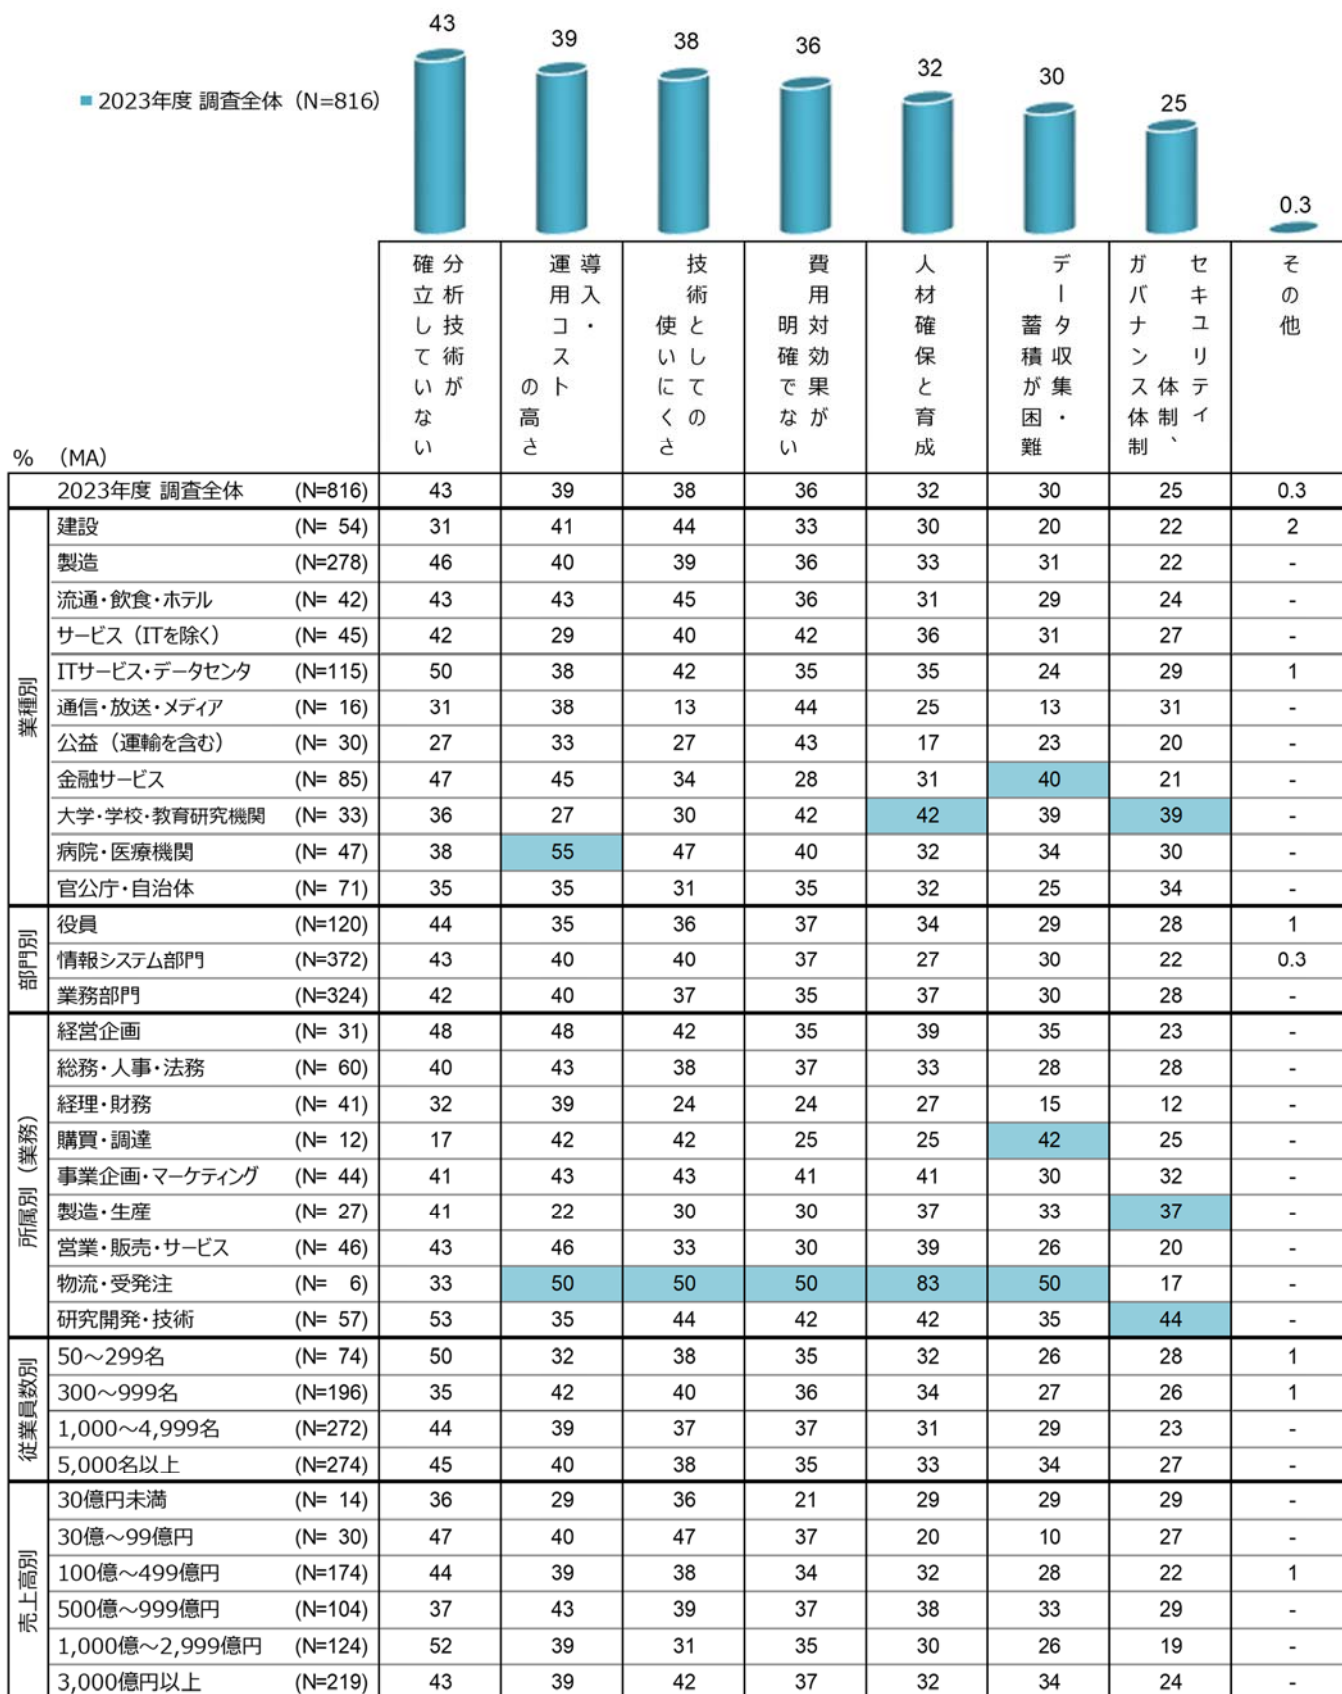 43
39
38
36
32
30
25
0.3
2023年度 調査全体（N=816）
分析技術が
確立していない
導入・
運用コスト
の高さ
技術としての
使いにくさ
費用対効果が
明確でない
人材確保と育成
データ収集・
蓄積が困難
セキュリティ
体制、
ガバナンス体制
その他
% （MA）
2023年度 調査全体 (N=816) 43 39 38 36 32 30 25 0.3
業種別
建設 (N= 54) 31 41 44 33 30 20 22 2
製造 (N=278) 46 40 39 36 33 31 22 -
流通・飲食・ホテル (N= 42) 43 43 45 36 31 29 24 -
サービス（ITを除く） (N= 45) 42 29 40 42 36 31 27 -
ITサービス・データセンタ (N=115) 50 38 42 35 35 24 29 1
通信・放送・メディア (N= 16) 31 38 13 44 25 13 31 -
公益（運輸を含む） (N= 30) 27 33 27 43 17 23 20 -
金融サービス (N= 85) 47 45 34 28 31 40 21 -
大学・学校・教育研究機関 (N= 33) 36 27 30 42 42 39 39 -
病院・医療機関 (N= 47) 38 55 47 40 32 34 30 -
官公庁・自治体 (N= 71) 35 35 31 35 32 25 34 -
部門別
役員 (N=120) 44 35 36 37 34 29 28 1
情報システム部門 (N=372) 43 40 40 37 27 30 22 0.3
業務部門 (N=324) 42 40 37 35 37 30 28 -
所属別（業務）
経営企画 (N= 31) 48 48 42 35 39 35 23 -
総務・人事・法務 (N= 60) 40 43 38 37 33 28 28 -
経理・財務 (N= 41) 32 39 24 24 27 15 12 -
購買・調達 (N= 12) 17 42 42 25 25 42 25 -
事業企画・マーケティング (N= 44) 41 43 43 41 41 30 32 -
製造・生産 (N= 27) 41 22 30 30 37 33 37 -
営業・販売・サービス (N= 46) 43 46 33 30 39 26 20 -
物流・受発注 (N= 6) 33 50 50 50 83 50 17 -
研究開発・技術 (N= 57) 53 35 44 42 42 35 44 -
従業員数別
50～299名 (N= 74) 50 32 38 35 32 26 28 1
300～999名 (N=196) 35 42 40 36 34 27 26 1
1,000～4,999名 (N=272) 44 39 37 37 31 29 23 -
5,000名以上 (N=274) 45 40 38 35 33 34 27 -
売上高別
30億円未満 (N= 14) 36 29 36 21 29 29 29 -
30億～99億円 (N= 30) 47 40 47 37 20 10 27 -
100億～499億円 (N=174) 44 39 38 34 32 28 22 1
500億～999億円 (N=104) 37 43 39 37 38 33 29 -
1,000億～2,999億円 (N=124) 52 39 31 35 30 26 19 -
3,000億円以上 (N=219) 43 39 42 37 32 34 24 -